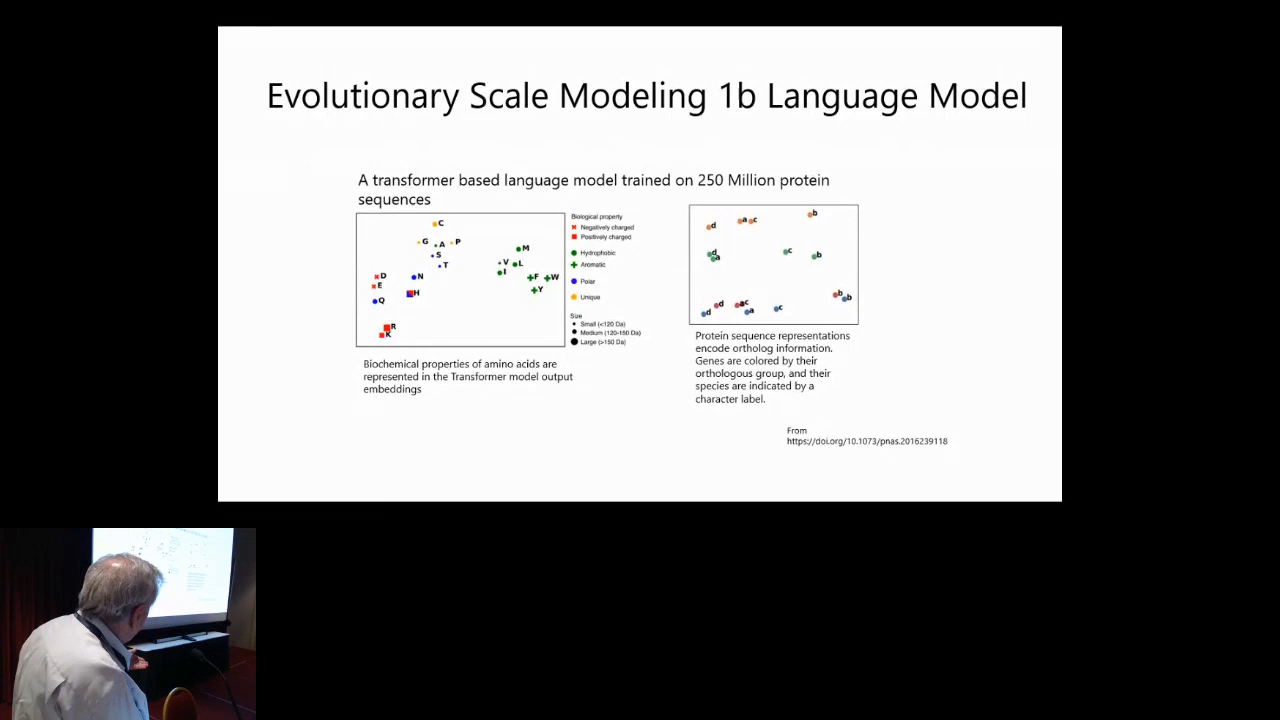 Evolutionary Scale Modeling 1b Language Model
A transformer based language model trained on 250 Million protein
sequences
C
G
A
P
S
T
D
E
N
H
Q
R
K
M
V
L
I
F
W
Y
Biological property
Negatively charged
Positively charged
Hydrophobic
Aromatic
Polar
Unique
Size
Small (<120 Da)
Medium (120-150 Da)
Large (>150 Da)
Biochemical properties of amino acids are
represented in the Transformer model output
embeddings
d
a
c
b
d
a
c
b
d
d
a
c
a
c
b
b
Protein sequence representations
encode ortholog information.
Genes are colored by their
orthologous group, and their
species are indicated by a
character label.
From
https://doi.org/10.1073/pnas.2016239118